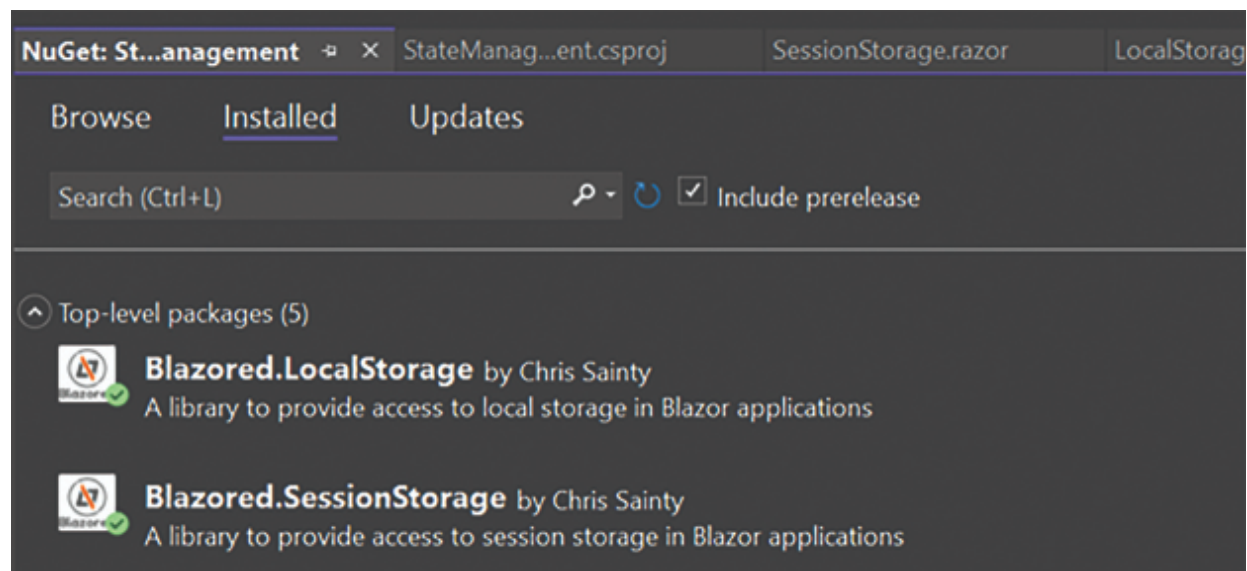 NuGet: St...anagement StateManag...ent.csproj SessionStorage.razor LocalStorag
Browse Installed Updates
Search (Ctrl+L) Include prerelease
Top-level packages (5)
Blazored.LocalStorage by Chris Sainty
A library to provide access to local storage in Blazor applications
Blazored.SessionStorage by Chris Sainty
A library to provide access to session storage in Blazor applications